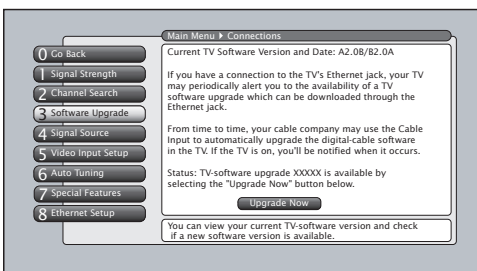 Main Menu ▶ Connections
0 Go Back
1 Signal Strength
2 Channel Search
3 Software Upgrade
4 Signal Source
5 Video Input Setup
6 Auto Tuning
7 Special Features
8 Ethernet Setup
Current TV Software Version and Date: A2.0B/B2.0A
If you have a connection to the TV's Ethernet jack, your TV
may periodically alert you to the availability of a TV
software upgrade which can be downloaded through the
Ethernet jack.
From time to time, your cable company may use the Cable
Input to automatically upgrade the digital-cable software
in the TV. If the TV is on, you'll be notified when it occurs.
Status: TV-software upgrade XXXXX is available by
selecting the "Upgrade Now" button below.
Upgrade Now
You can view your current TV-software version and check
if a new software version is available.